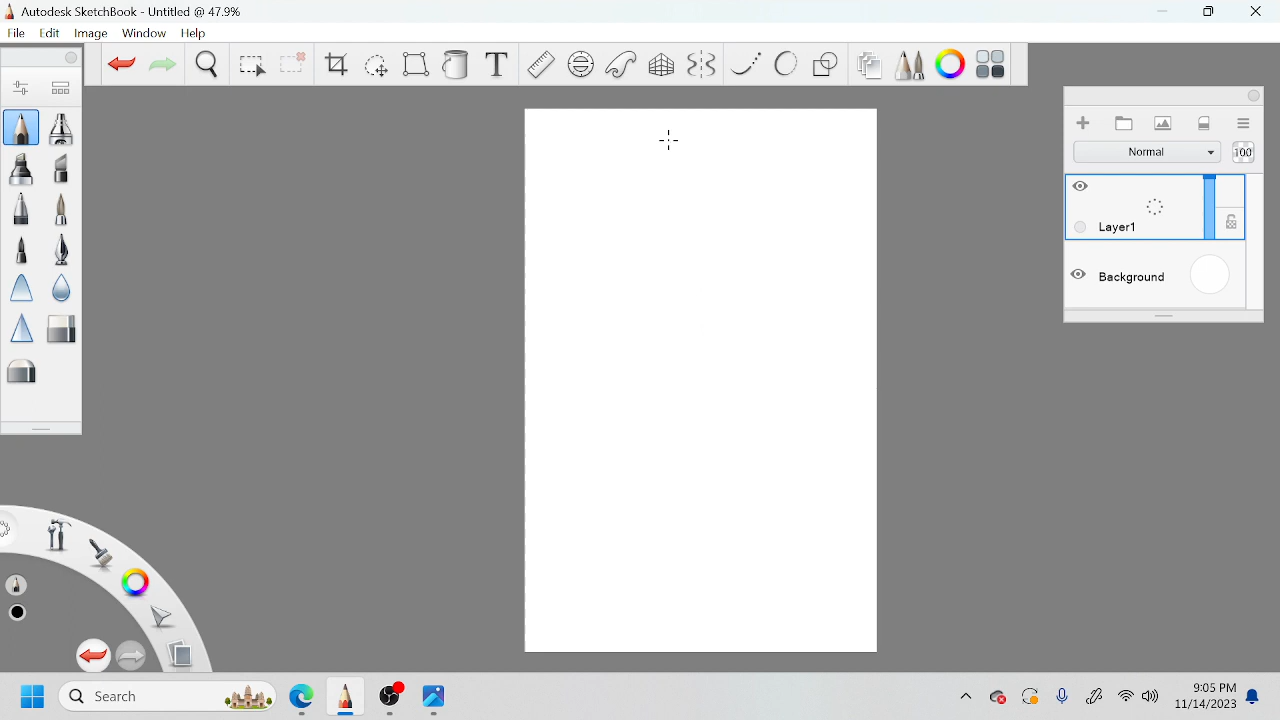 Autodesk SketchBook - Untitled @ 47.9%
File Edit Image Window Help
T
Normal 100
Layer1
Background
Search
9:05 PM
11/14/2023